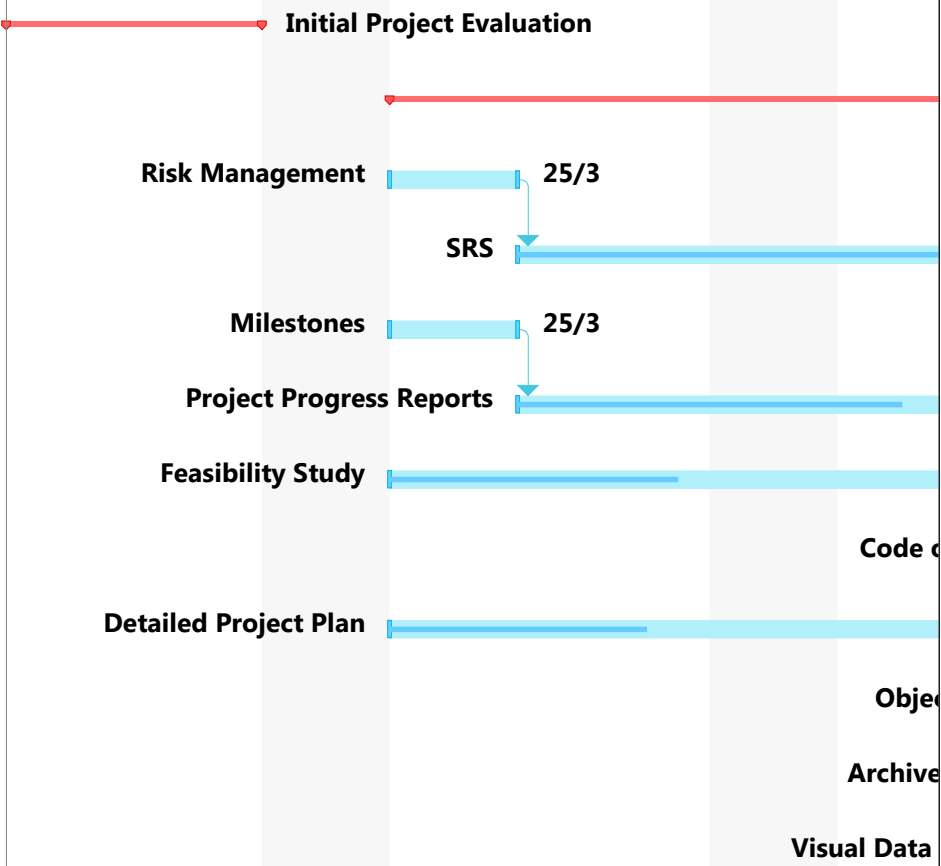 Initial Project Evaluation
Risk Management 25/3
SRS
Milestones 25/3
Project Progress Reports
Feasibility Study
Code
Detailed Project Plan
Archive
Visual Data